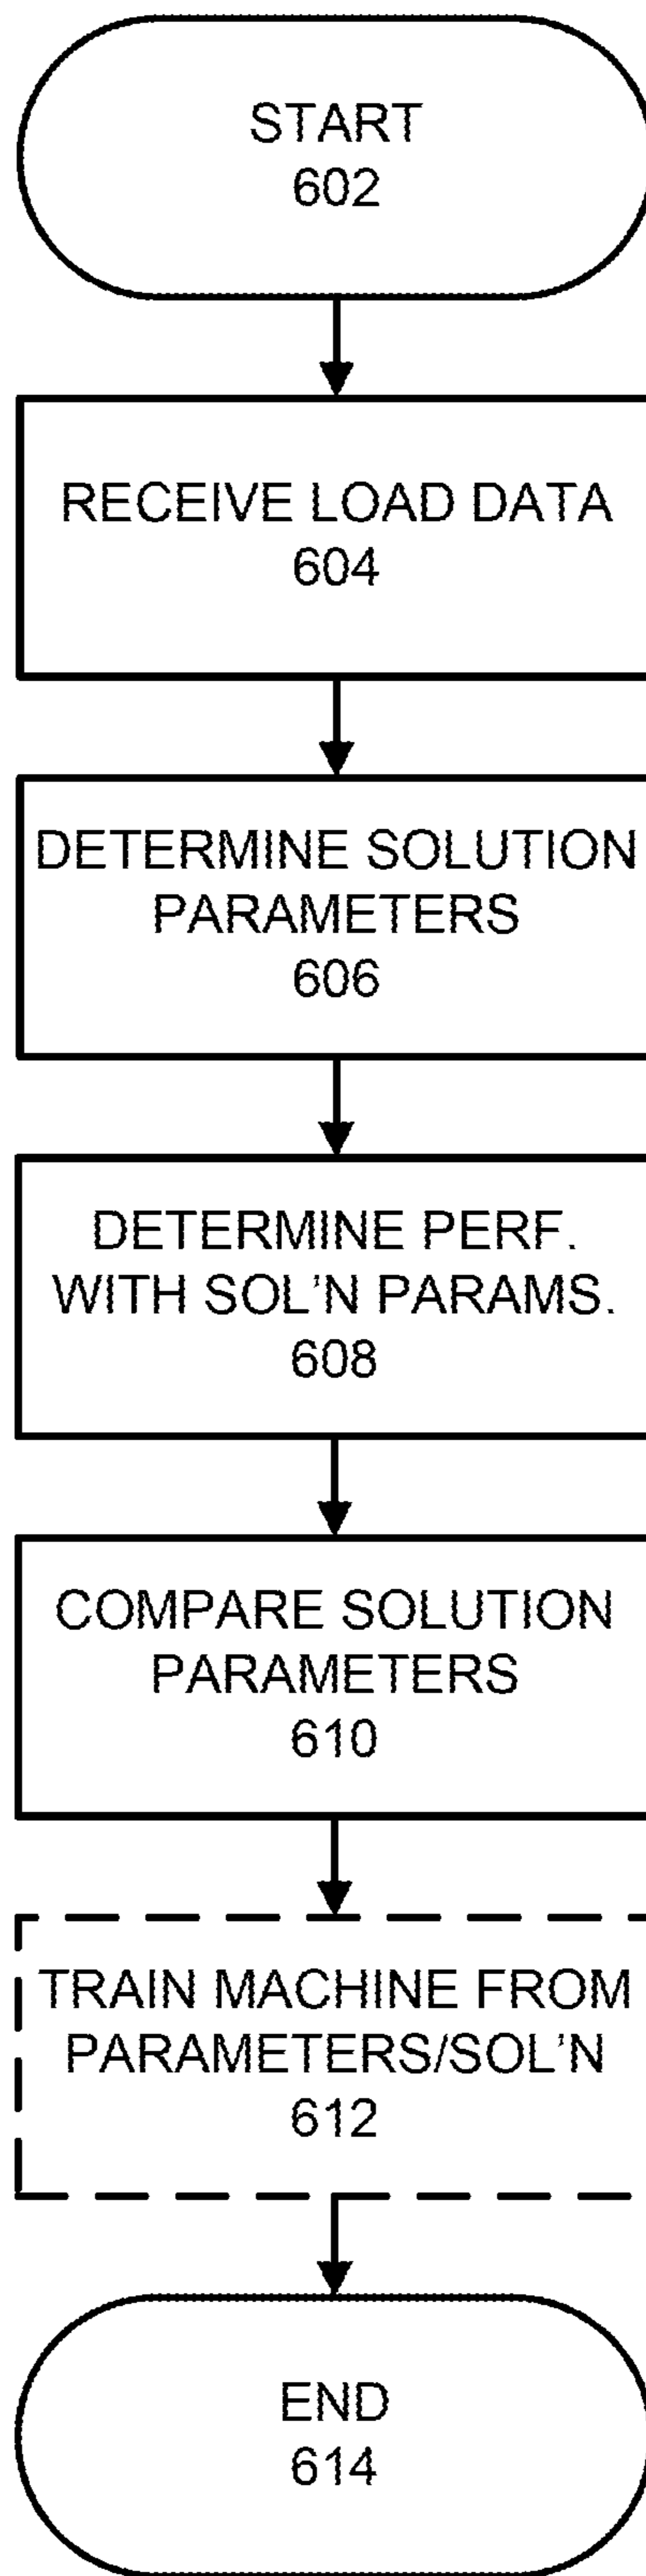 START
602
RECEIVE LOAD DATA
604
DETERMINE SOLUTION
PARAMETERS
606
DETERMINE PERF.
WITH SOL'N PARAMS.
608
COMPARE SOLUTION
PARAMETERS
610
TRAIN MACHINE FROM
PARAMETERS/SOL'N
612
END
614